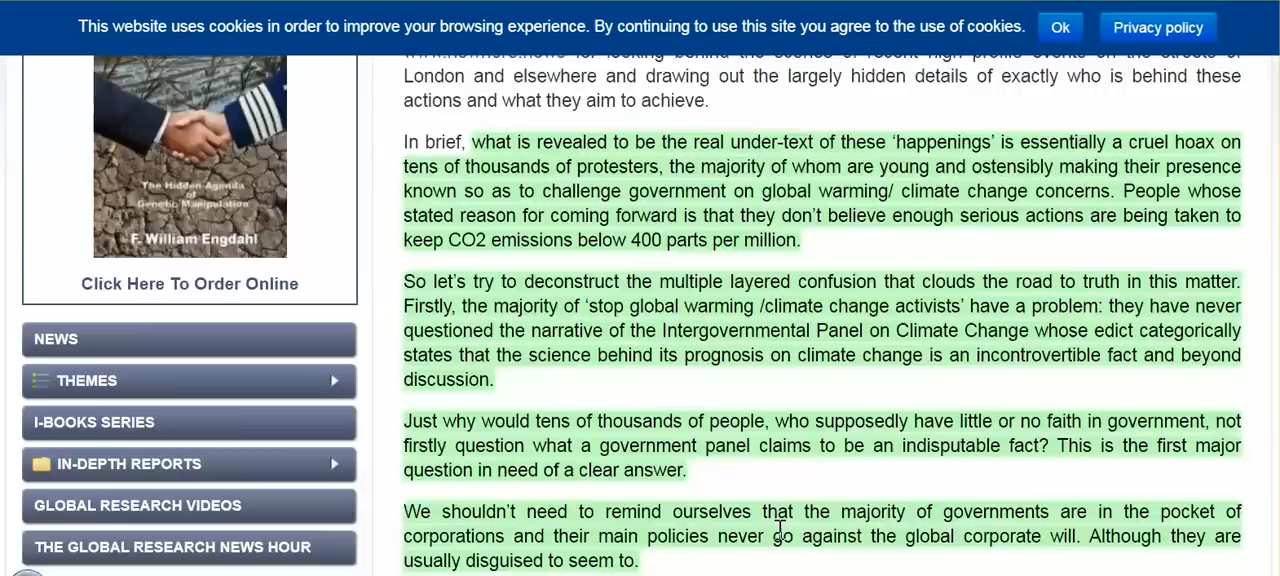 This website uses cookies in order to improve your browsing experience. By continuing to use this site you agree to the use of cookies.
Ok
Privacy policy
The Hidden Agenda
of
Genetic Manipulation
F. William Engdahl
Click Here To Order Online
NEWS
THEMES
I-BOOKS SERIES
IN-DEPTH REPORTS
GLOBAL RESEARCH VIDEOS
THE GLOBAL RESEARCH NEWS HOUR
London and elsewhere and drawing out the largely hidden details of exactly who is behind these
actions and what they aim to achieve.
In brief, what is revealed to be the real under-text of these ‘happenings’ is essentially a cruel hoax on
tens of thousands of protesters, the majority of whom are young and ostensibly making their presence
known so as to challenge government on global warming/ climate change concerns. People whose
stated reason for coming forward is that they don’t believe enough serious actions are being taken to
keep CO2 emissions below 400 parts per million.
So let’s try to deconstruct the multiple layered confusion that clouds the road to truth in this matter.
Firstly, the majority of ‘stop global warming /climate change activists’ have a problem: they have never
questioned the narrative of the Intergovernmental Panel on Climate Change whose edict categorically
states that the science behind its prognosis on climate change is an incontrovertible fact and beyond
discussion.
Just why would tens of thousands of people, who supposedly have little or no faith in government, not
firstly question what a government panel claims to be an indisputable fact? This is the first major
question in need of a clear answer.
We shouldn’t need to remind ourselves that the majority of governments are in the pocket of
corporations and their main policies never go against the global corporate will. Although they are
usually disguised to seem to.